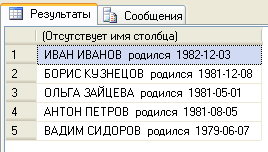 Результаты Сообщения
(Отсутствует имя столбца)
1 ИВАН ИВАНОВ родился 1982-12-03
2 БОРИС КУЗНЕЦОВ родился 1981-12-08
3 ОЛЬГА ЗАЙЦЕВА родился 1981-05-01
4 АНТОН ПЕТРОВ родился 1981-08-05
5 ВАДИМ СИДОРОВ родился 1979-06-07